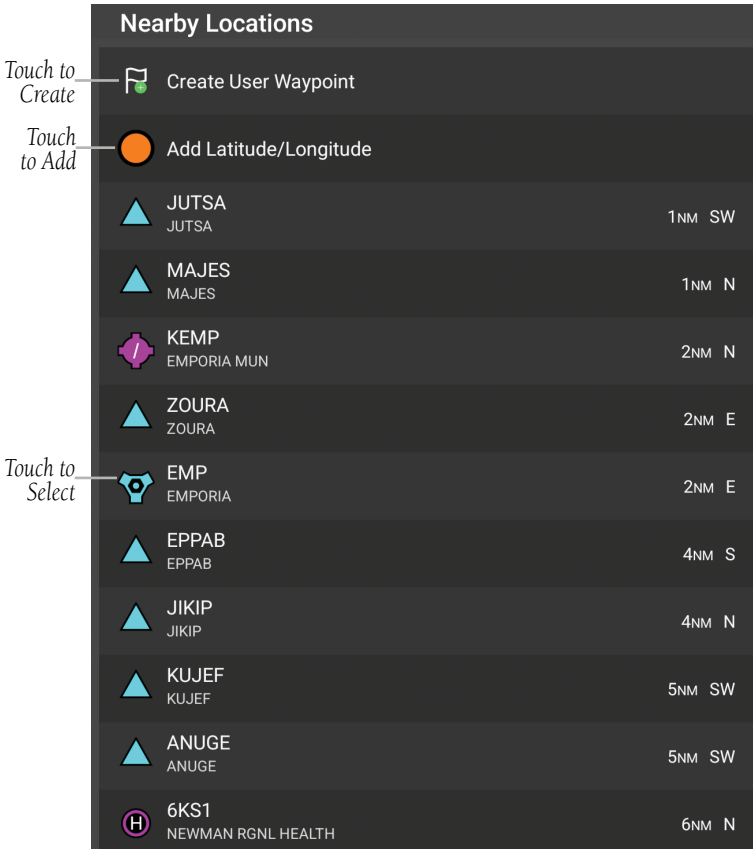 Nearby Locations
Touch to
Create
Create User Waypoint
Touch
to Add
Add Latitude/Longitude
JUTSA
JUTSA
1NM SW
MAJES
MAJES
1NM N
KEMP
EMPORIA MUN
2NM N
ZOURA
ZOURA
2NM E
Touch to
Select
EMP
EMPORIA
2NM E
EPPAB
EPPAB
4NM S
JIKIP
JIKIP
4NM N
KUJEF
KUJEF
5NM SW
ANUGE
ANUGE
5NM SW
H
6KS1
NEWMAN RGNL HEALTH
6NM N